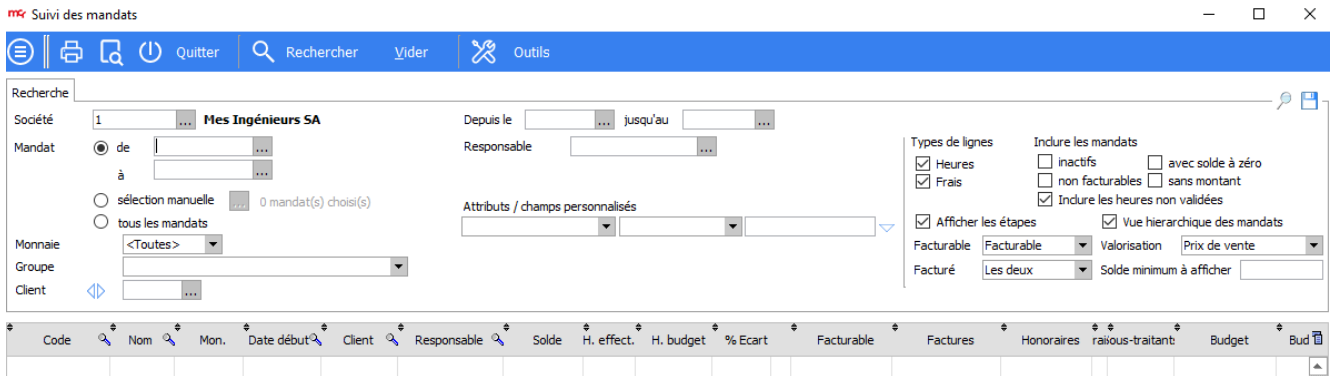 mcr Suivi des mandats
Quitter Rechercher Vider Outils
Recherche
Société 1 ... Mes Ingénieurs SA Depuis le ... jusqu'au ...
Mandat de ... Responsable ... Types de lignes Inclure les mandats
à ... Heures inactifs avec solde à zéro
Frais non facturables sans montant
sélection manuelle ... 0 mandat(s) choisi(s) Attributs / champs personnalisés Inclure les heures non validées
tous les mandats Afficher les étapes Vue hierarchique des mandats
Monnaie <Toutes> Facturable Facturable Valorisation Prix de vente
Groupe Facturé Les deux Solde minimum à afficher
Client ...
Code Nom Mon. Date début Client Responsable Solde H. effect. H. budget % Ecart Facturable Factures Honoraires rais ous-traitants Budget Bud